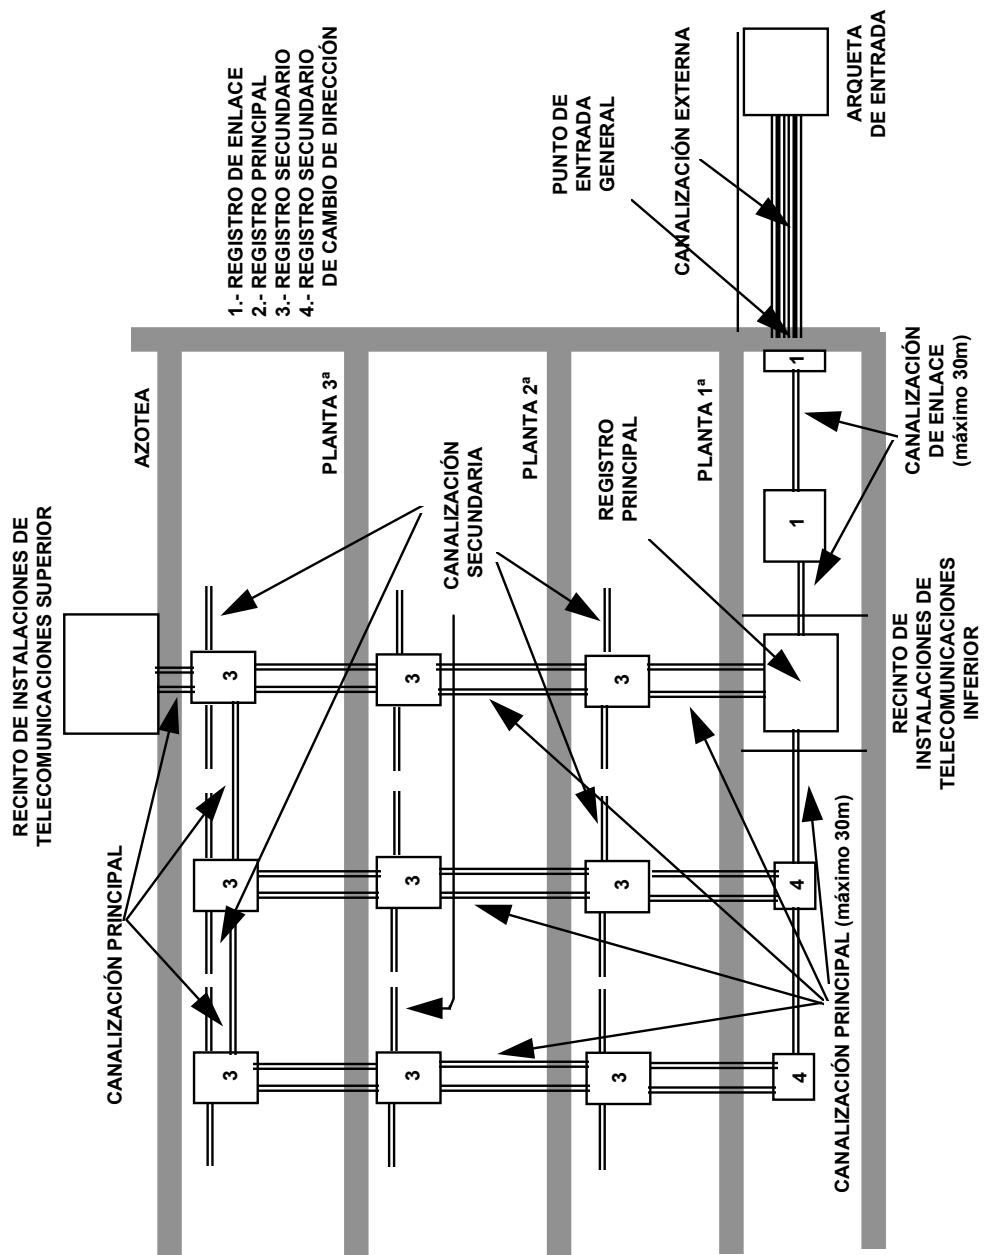 RECINTO DE INSTALACIONES DE
TELECOMUNICACIONES SUPERIOR
AZOTEA
1.- REGISTRO DE ENLACE
2.- REGISTRO PRINCIPAL
3.- REGISTRO SECUNDARIO
4.- REGISTRO SECUNDARIO
DE CAMBIO DE DIRECCIÓN
CANALIZACIÓN PRINCIPAL
3
3
3
PLANTA 3ª
3
3
3
CANALIZACIÓN
SECUNDARIA
PLANTA 2ª
3
3
3
REGISTRO
PRINCIPAL
PLANTA 1ª
PUNTO DE
ENTRADA
GENERAL
CANALIZACIÓN EXTERNA
4
4
1
1
CANALIZACIÓN PRINCIPAL (máximo 30m)
RECINTO DE
INSTALACIONES DE
TELECOMUNICACIONES
INFERIOR
CANALIZACIÓN
DE ENLACE
(máximo 30m)
ARQUETA
DE ENTRADA